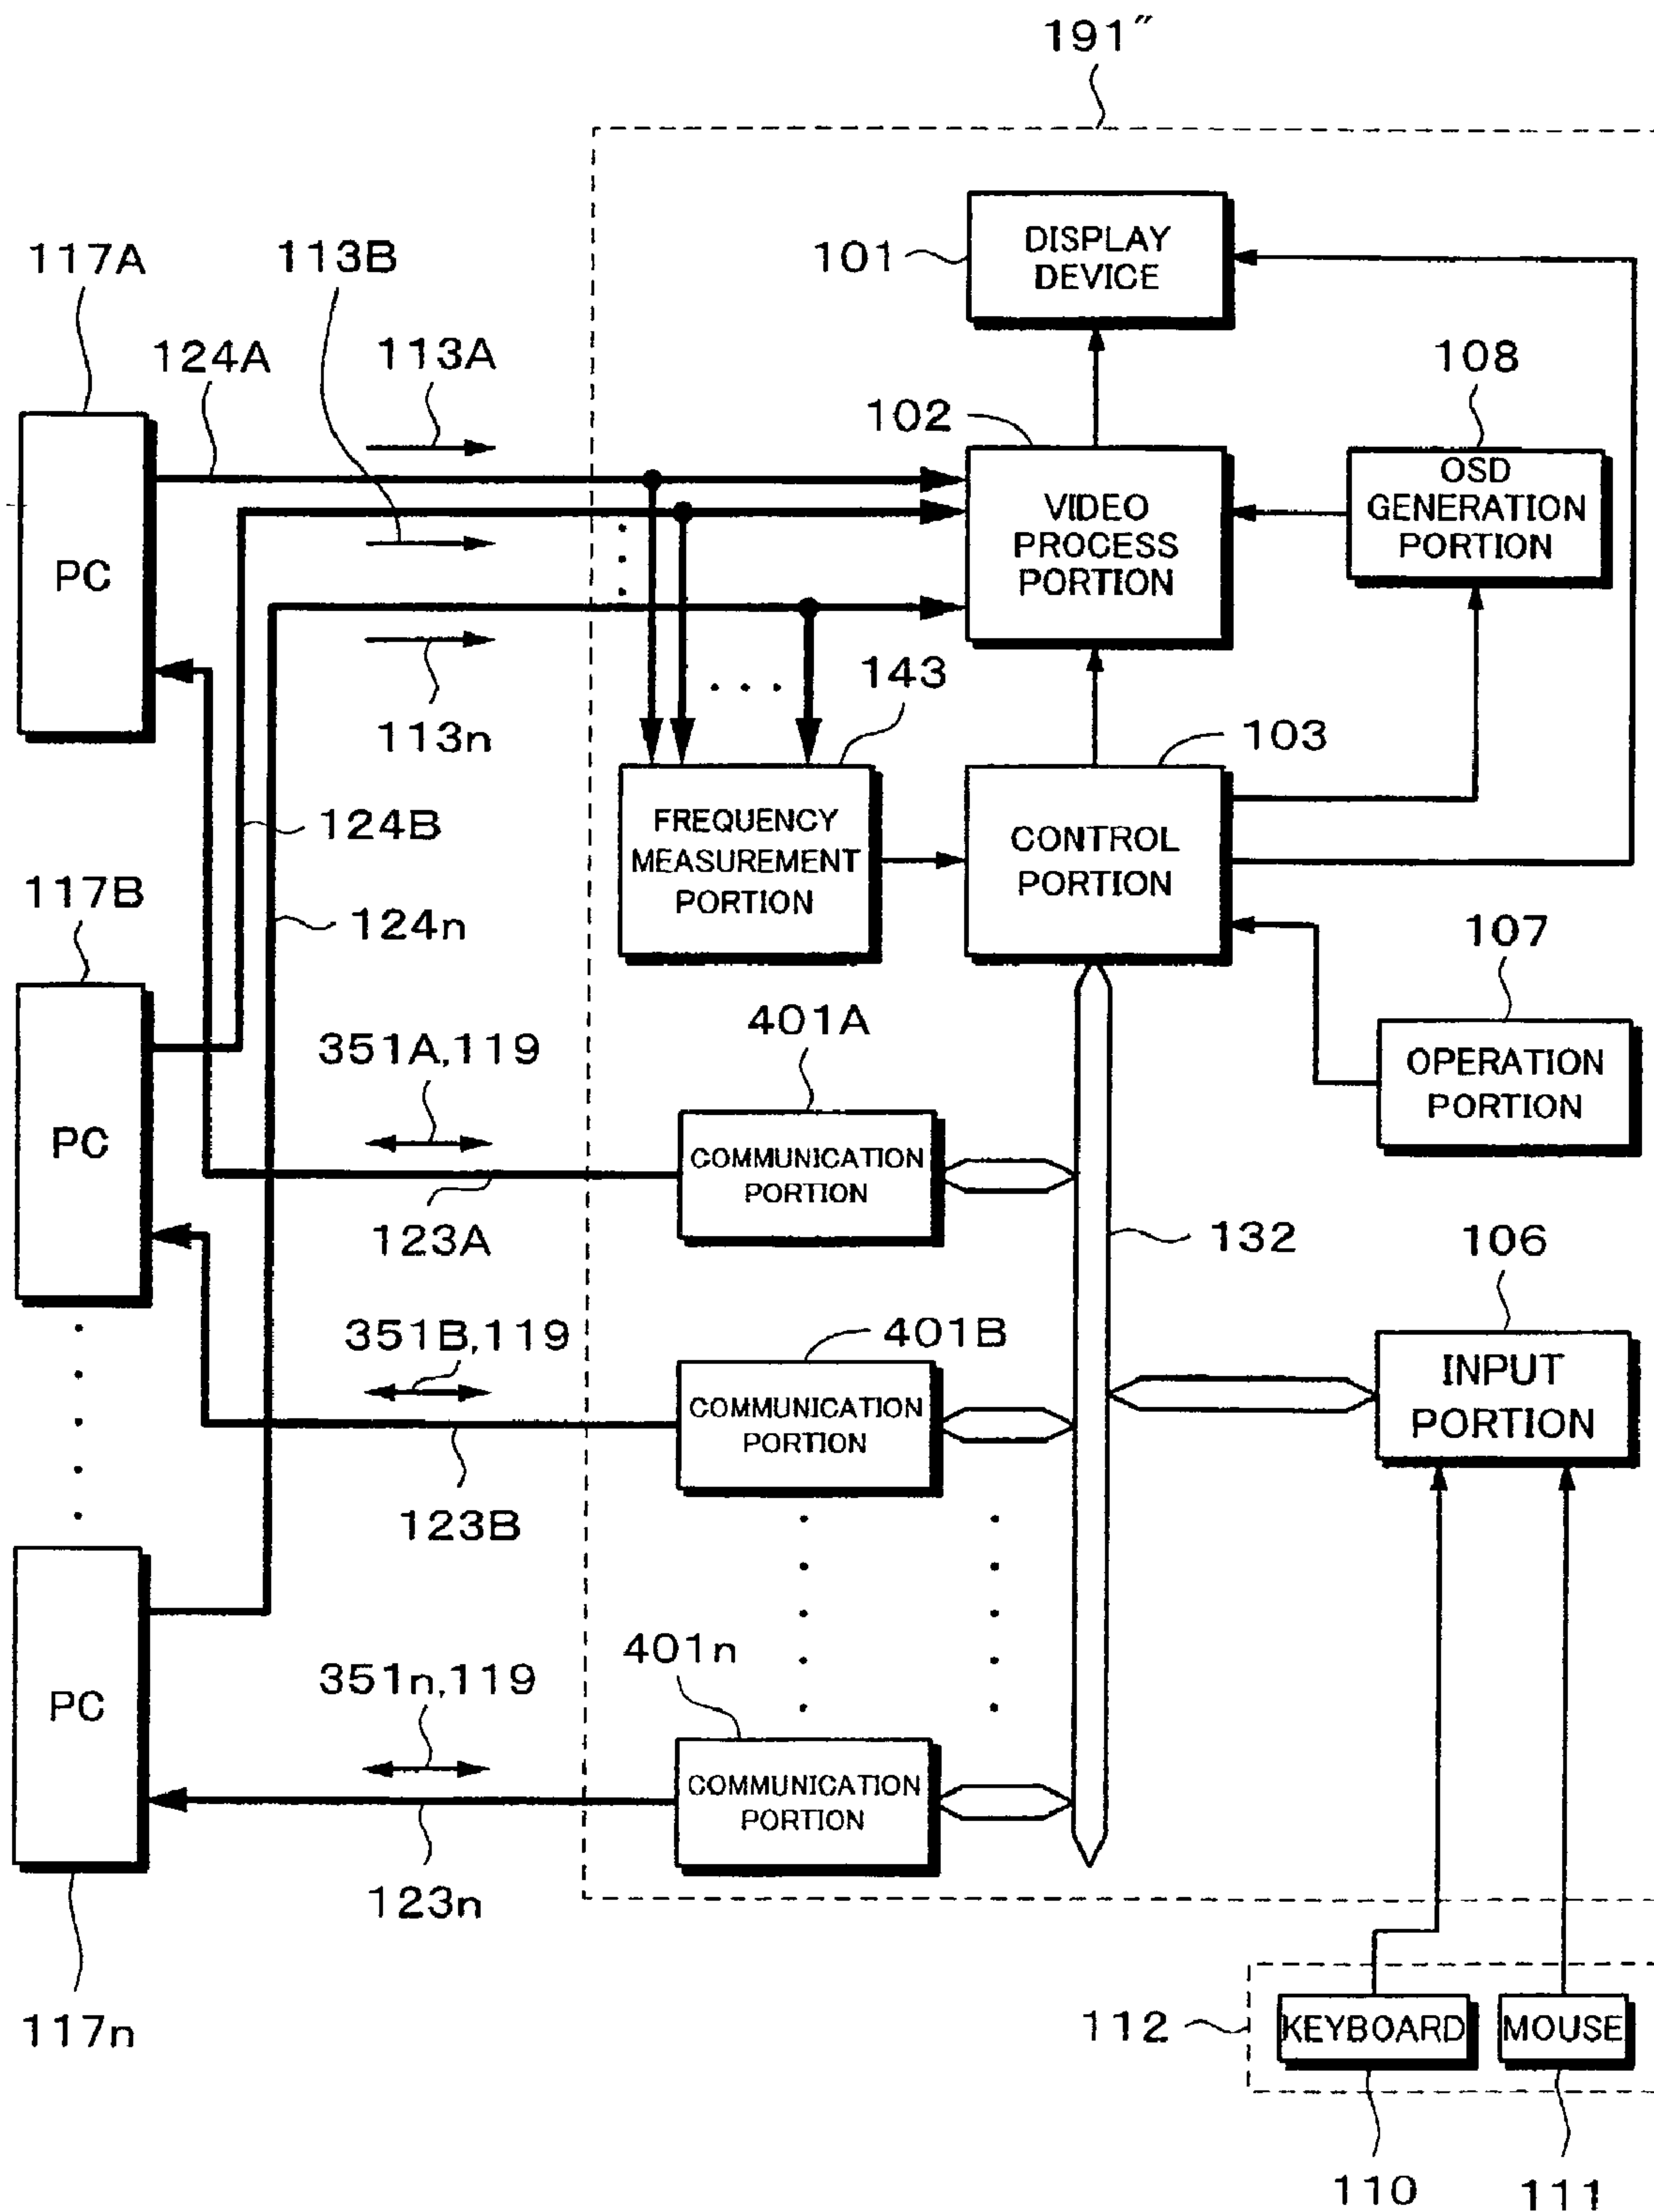 191″
DISPLAY
DEVICE
101
117A
113B
124A
113A
108
102
OSD
GENERATION
PORTION
VIDEO
PROCESS
PORTION
PC
143
113n
103
124B
FREQUENCY
MEASUREMENT
PORTION
CONTROL
PORTION
117B
124n
107
401A
351A,119
OPERATION
PORTION
PC
COMMUNICATION
PORTION
123A
132
106
351B,119
401B
INPUT
PORTION
COMMUNICATION
PORTION
123B
401n
351n,119
PC
COMMUNICATION
PORTION
123n
117n
112
KEYBOARD
MOUSE
110
111